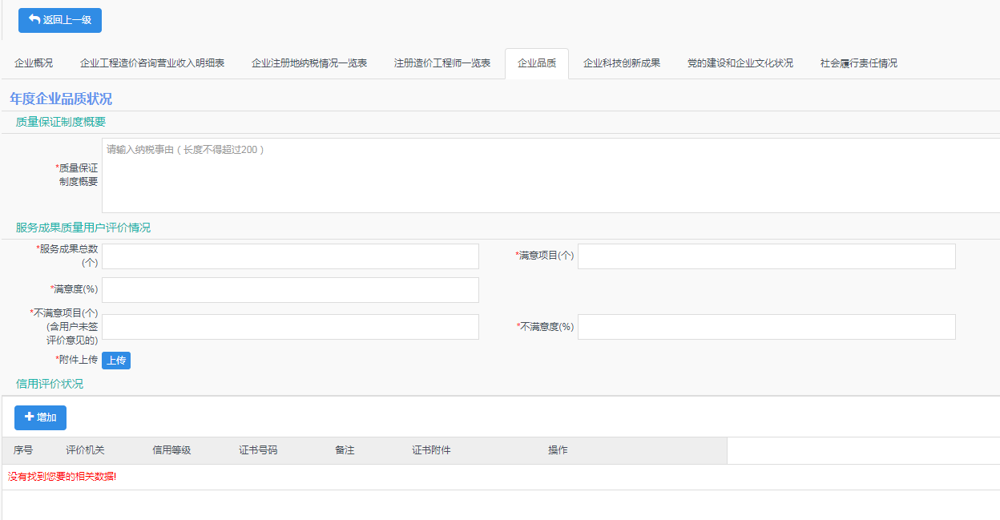 返回上一级
企业概况 企业工程造价咨询营业收入明细表 企业注册地纳税情况一览表 注册造价工程师一览表 企业品质 企业科技创新成果 党的建设和企业文化状况 社会履行责任情况
年度企业品质状况
质量保证制度概要
请输入纳税事由（长度不得超过200）
*质量保证
制度概要
服务成果质量用户评价情况
*服务成果总数
(个)
*满意项目(个)
*满意度(%)
*不满意项目(个)
(含用户未签
评价意见的)
*不满意度(%)
*附件上传 上传
信用评价状况
增加
序号 评价机关 信用等级 证书号码 备注 证书附件 操作
没有找到您要的相关数据!